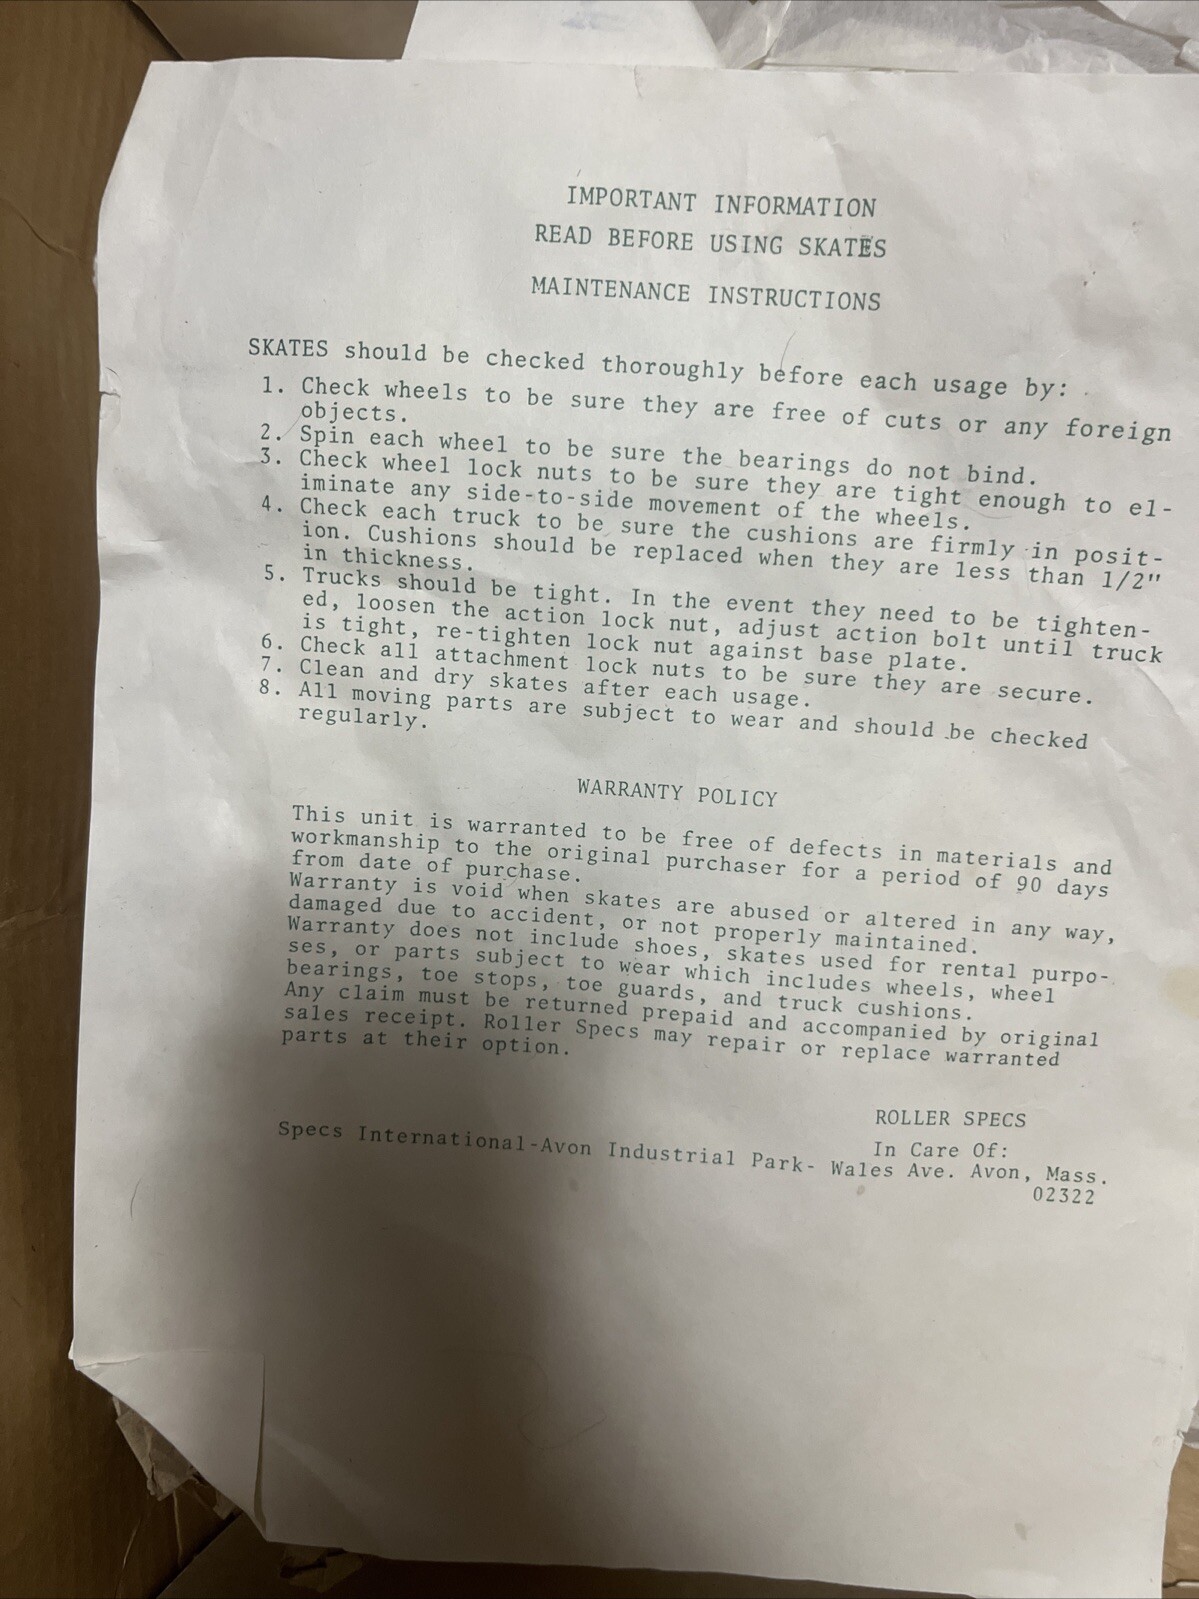 IMPORTANT INFORMATION
READ BEFORE USING SKATES
MAINTENANCE INSTRUCTIONS
SKATES should be checked thoroughly before each usage by:
1. Check wheels to be sure they are free of cuts or any foreign
objects.
2. Spin each wheel to be sure the bearings do not bind.
3. Check wheel lock nuts to be sure they are tight enough to el-
iminate any side-to-side movement of the wheels.
4. Check each truck to be sure the cushions are firmly in posit-
ion. Cushions should be replaced when they are less than 1/2"
in thickness.
5. Trucks should be tight. In the event they need to be tighten-
ed, loosen the action lock nut, adjust action bolt until truck
is tight, re-tighten lock nut against base plate.
6. Check all attachment lock nuts to be sure they are secure.
7. Clean and dry skates after each usage.
8. All moving parts are subject to wear and should be checked
regularly.
WARRANTY POLICY
This unit is warranted to be free of defects in materials and
workmanship to the original purchaser for a period of 90 days
from date of purchase.
Warranty is void when skates are abused or altered in any way,
damaged due to accident, or not properly maintained.
Warranty does not include shoes, skates used for rental purpo-
ses, or parts subject to wear which includes wheels, wheel
bearings, toe stops, toe guards, and truck cushions.
Any claim must be returned prepaid and accompanied by original
sales receipt. Roller Specs may repair or replace warranted
parts at their option.
ROLLER SPECS
In Care Of:
Specs International-Avon Industrial Park- Wales Ave. Avon, Mass.
02322